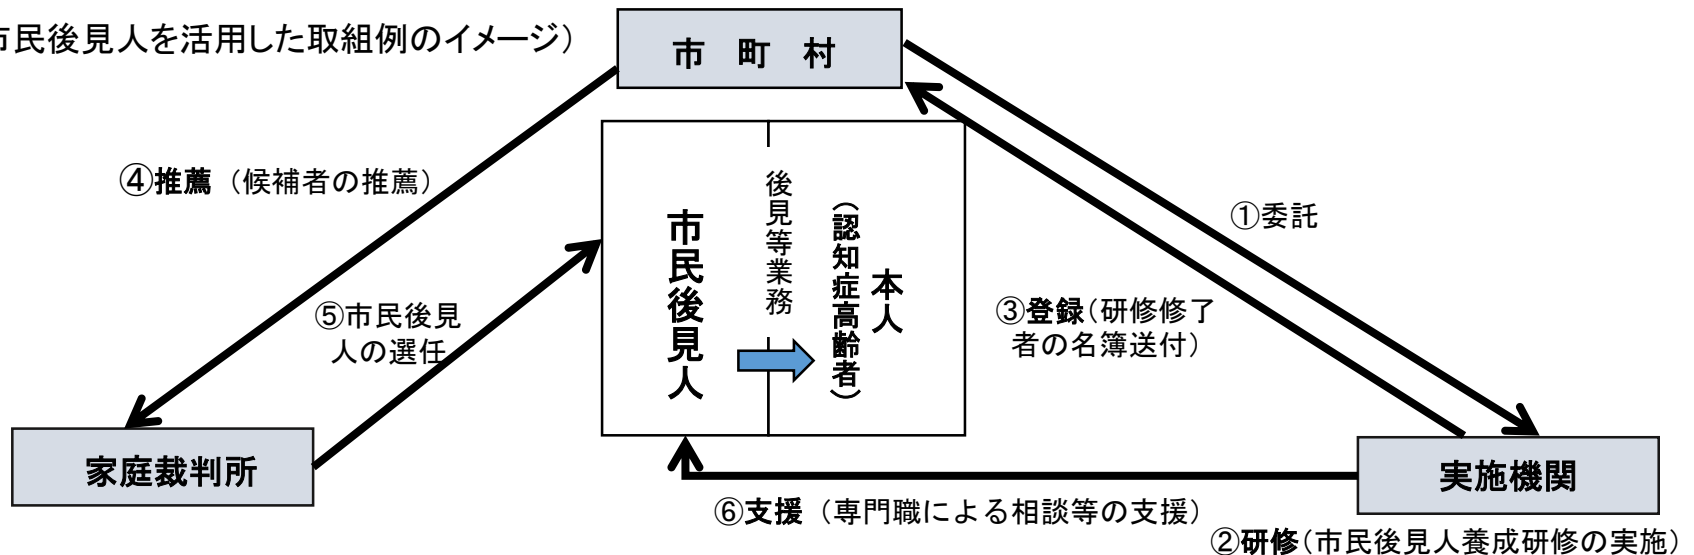 市民後見人を活用した取組例のイメージ）
市 町 村
④推薦（候補者の推薦）
①委託
市民後見人
後見等業務
本人
（認知症高齢者）
⑤市民後見
人の選任
③登録（研修修了
者の名簿送付）
家庭裁判所
実施機関
⑥支援（専門職による相談等の支援）
②研修（市民後見人養成研修の実施）